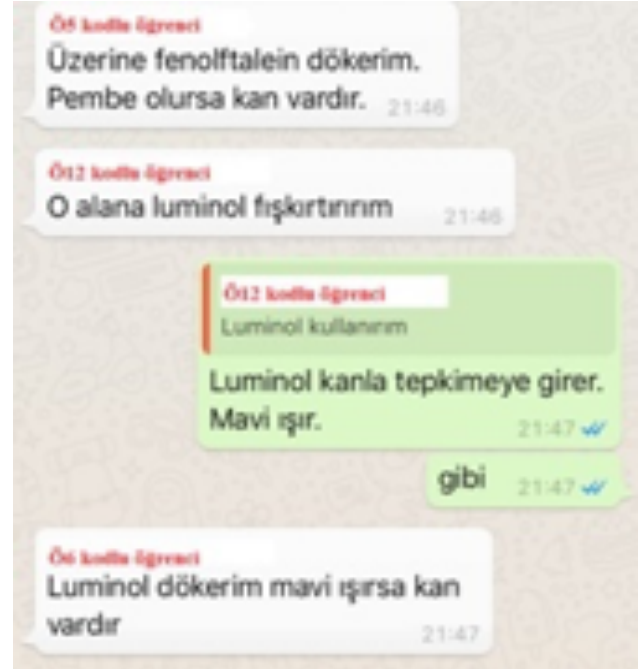 Ö5 kodlu öğrenci
Üzerine fenolftalein dökerim.
Pembe olursa kan vardır. 21:46
Ö12 kodlu öğrenci
O alana luminol fışkırtırırım 21:46
Ö12 kodlu öğrenci
Luminol kullanırım
Luminol kanla tepkimeye girer.
Mavi ışır. 21:47
gibi 21:47
Ö6 kodlu öğrenci
Luminol dökerim mavi ışırsa kan
vardır 21:47